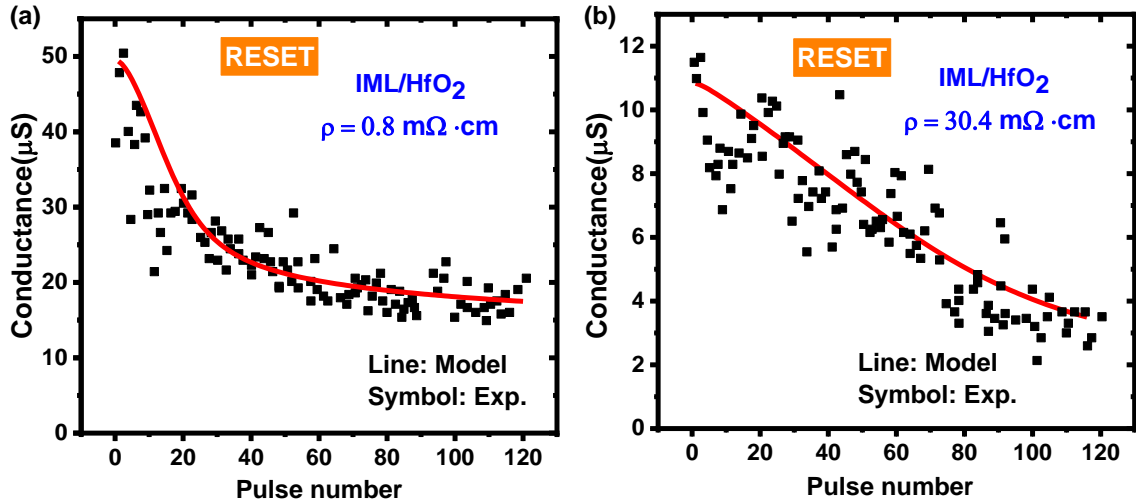 (a)
RESET
IML/HfO2
ρ = 0.8 mΩ ·cm
Line: Model
Symbol: Exp.
Conductance(μS)
50
40
30
20
10
0
0 20 40 60 80 100 120
Pulse number
(b)
RESET
IML/HfO2
ρ = 30.4 mΩ ·cm
Line: Model
Symbol: Exp.
Conductance(μS)
12
10
8
6
4
2
0
0 20 40 60 80 100 120
Pulse number